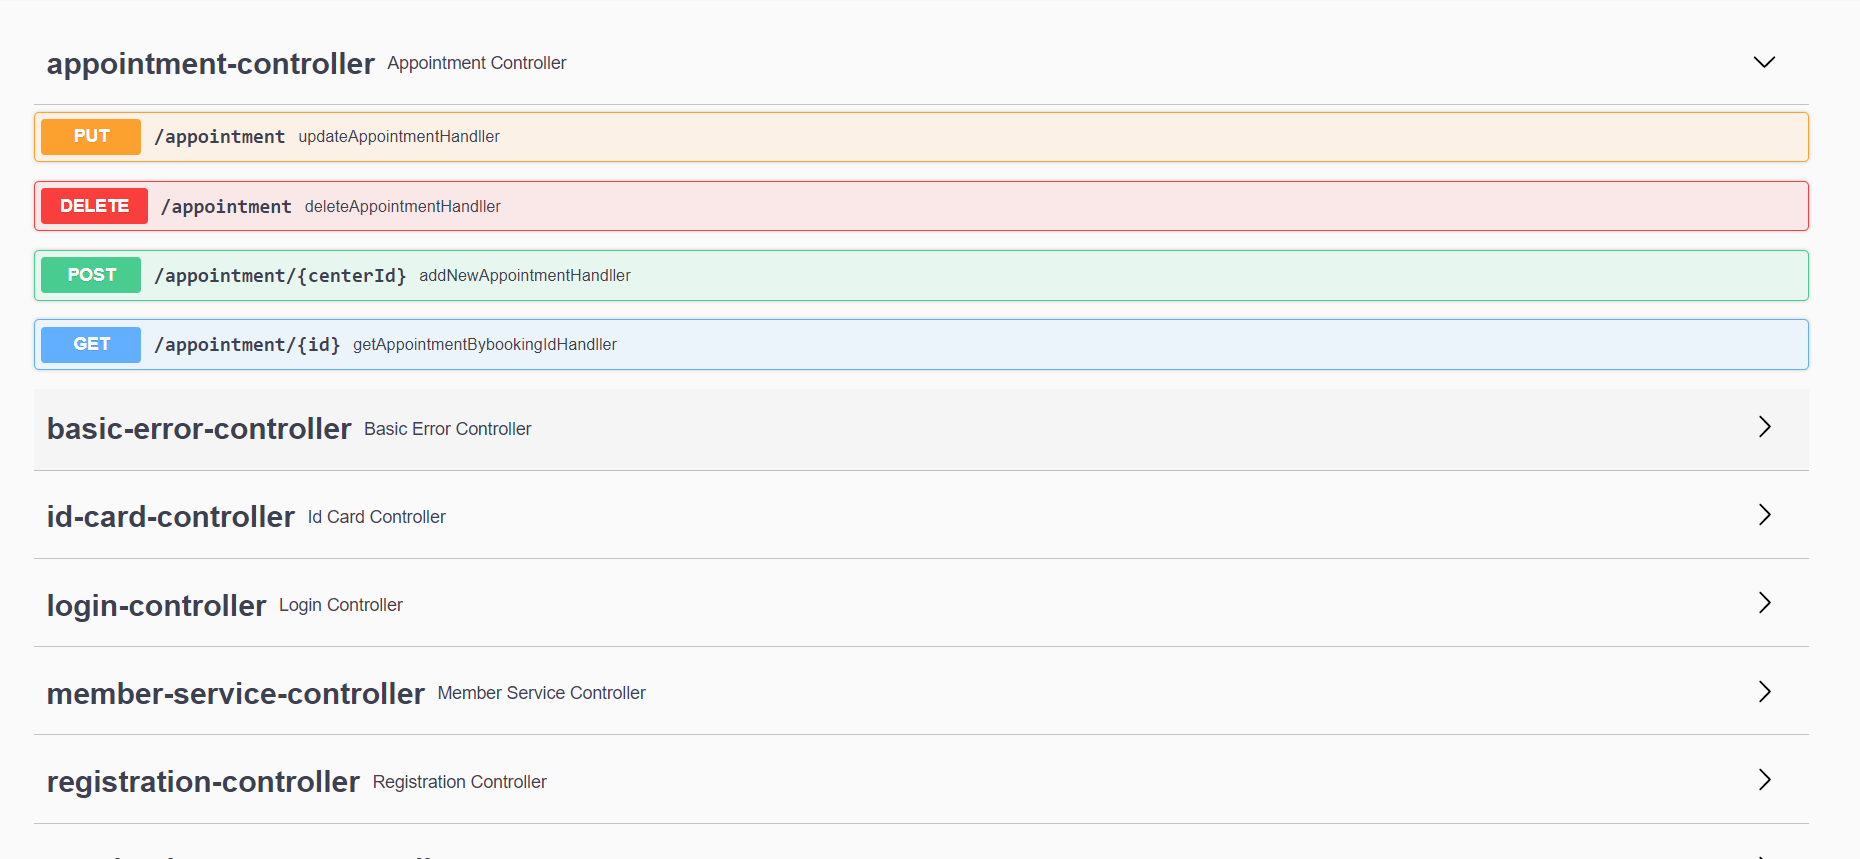 appointment-controller Appointment Controller
PUT /appointment updateAppointmentHandller
DELETE /appointment deleteAppointmentHandller
POST /appointment/{centerId} addNewAppointmentHandller
GET /appointment/{id} getAppointmentBybookingIdHandller
basic-error-controller Basic Error Controller
id-card-controller Id Card Controller
login-controller Login Controller
member-service-controller Member Service Controller
registration-controller Registration Controller